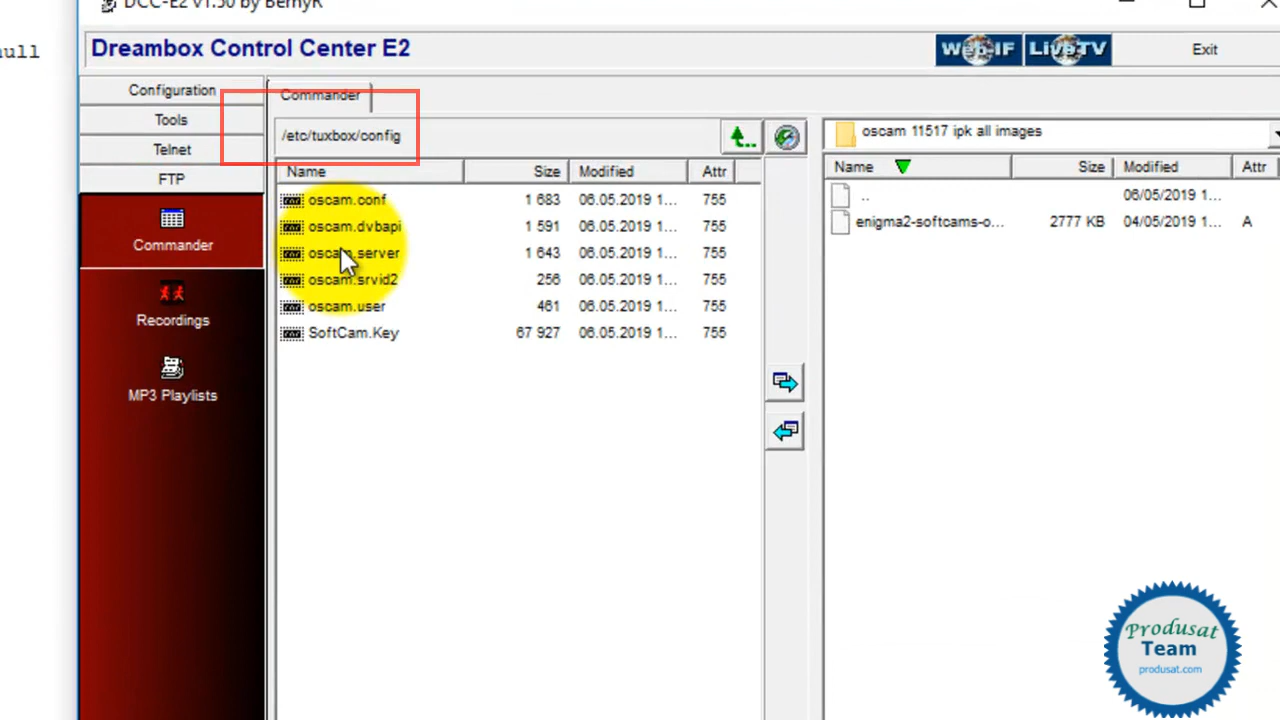 DCC-E2 v1.50 by BernyR
null
Dreambox Control Center E2
Web-IF
LiveTV
Exit
Configuration
Tools
Telnet
FTP
Commander
Recordings
MP3 Playlists
Commander
/etc/tuxbox/config
Name Size Modified Attr
oscam.conf 1 683 06.05.2019 1... 755
oscam.dvbapi 1 591 06.05.2019 1... 755
oscam.server 1 643 06.05.2019 1... 755
oscam.srvid2 256 06.05.2019 1... 755
oscam.user 461 06.05.2019 1... 755
SoftCam.Key 67 927 06.05.2019 1... 755
oscam 11517 ipk all images
Name Size Modified Attr
.. 06/05/2019 1...
enigma2-softcams-o... 2777 KB 04/05/2019 1... A
Produsat
Team
produsat.com